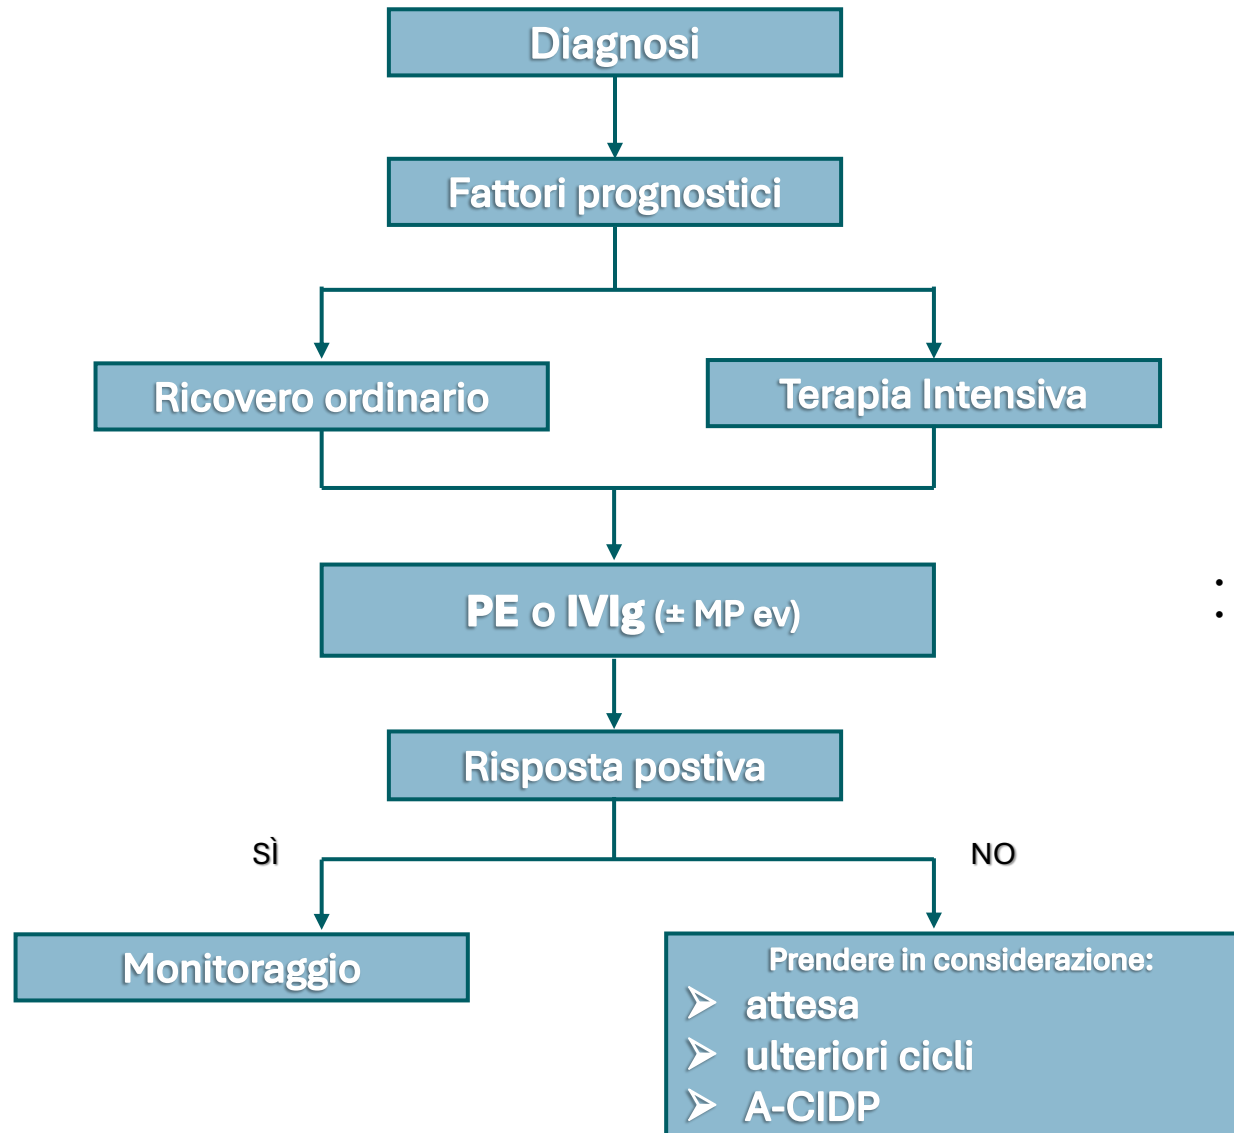 Diagnosi
Fattori prognostici
Ricovero ordinario
Terapia Intensiva
PE o IVIg (± MP ev)
•
•
Risposta postiva
SÌ
NO
Monitoraggio
Prendere in considerazione:
➢ attesa
➢ ulteriori cicli
➢ A-CIDP